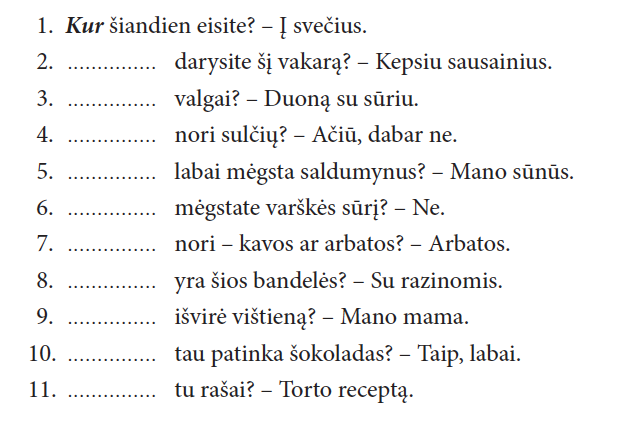 1. Kur šiandien eisite? – Į svečius.
2. ............... darysite šį vakarą? – Kepsiu sausainius.
3. ............... valgai? – Duoną su sūriu.
4. ............... nori sulčių? – Ačiū, dabar ne.
5. ............... labai mėgsta saldumynus? – Mano sūnūs.
6. ............... mėgstate varškės sūrį? – Ne.
7. ............... nori – kavos ar arbatos? – Arbatos.
8. ............... yra šios bandelės? – Su razinomis.
9. ............... išvirė vištieną? – Mano mama.
10. ............... tau patinka šokoladas? – Taip, labai.
11. ............... tu rašai? – Torto receptą.